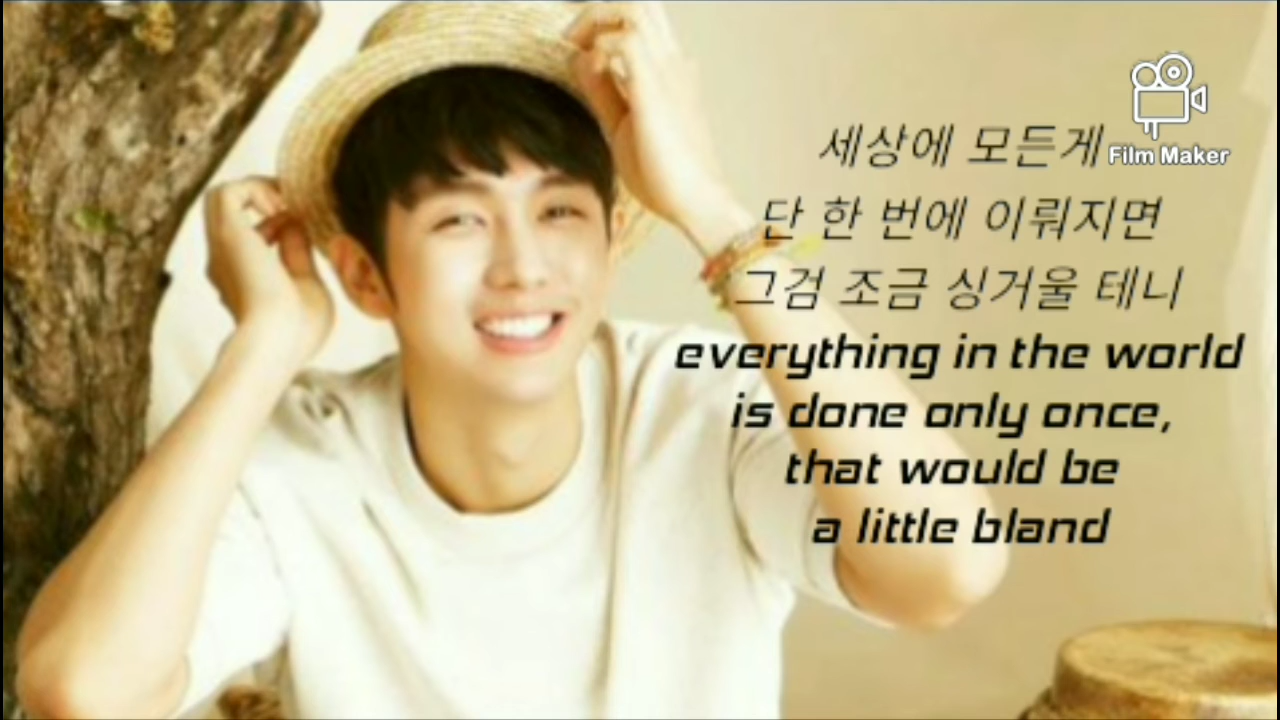 세상에 모든게
Film Maker
단 한 번에 이뤄지면
그검 조금 싱거울 테니
everything in the world
is done only once,
that would be
a little bland